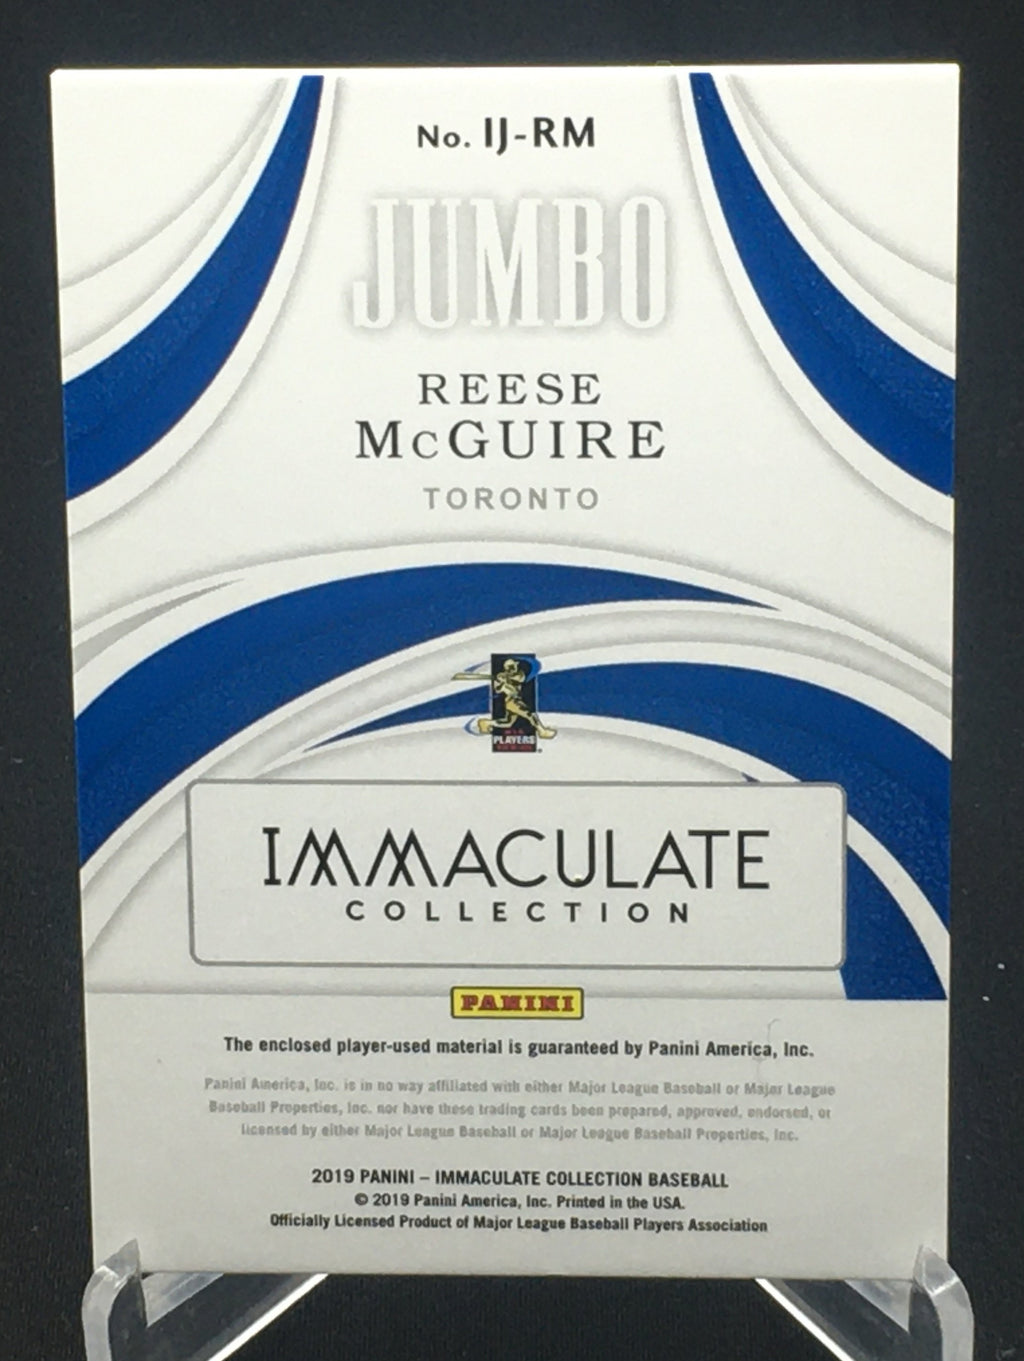 No. IJ-RM
JUMBO
REESE
McGUIRE
TORONTO
PLAYERS
IMMACULATE
COLLECTION
PANINI
The enclosed player-used material is guaranteed by Panini America, Inc.
Panini America, Inc. is in no way affiliated with either Major League Baseball or Major League
Baseball Properties, Inc. nor have these trading cards been prepared, approved, endorsed, or
licensed by either Major League Baseball or Major League Baseball Properties, Inc.
2019 PANINI – IMMACULATE COLLECTION BASEBALL
© 2019 Panini America, Inc. Printed in the USA.
Officially Licensed Product of Major League Baseball Players Association